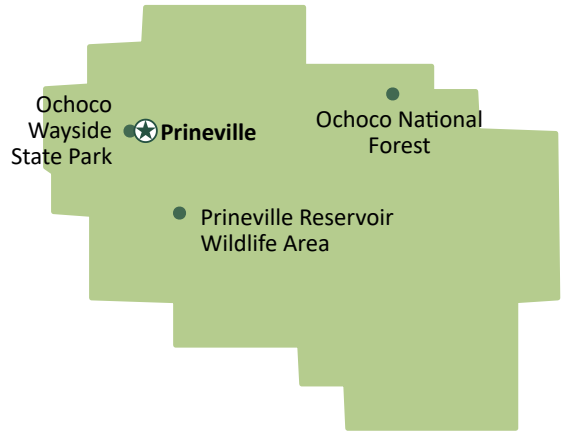 Ochoco
Wayside
State Park
Prineville
Ochoco National
Forest
Prineville Reservoir
Wildlife Area